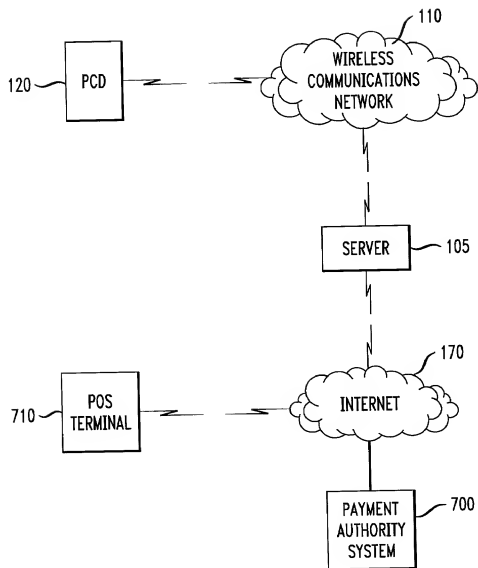 110
WIRELESS
COMMUNICATIONS
NETWORK
120
PCD
SERVER
105
170
INTERNET
710
POS
TERMINAL
PAYMENT
AUTHORITY
SYSTEM
700